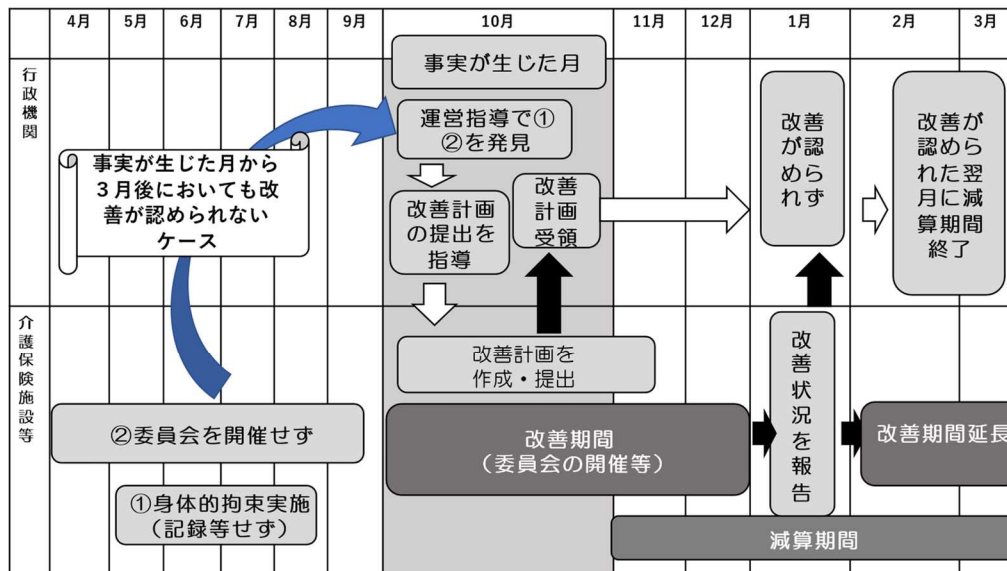 4月 5月 6月 7月 8月 9月 10月 11月 12月 1月 2月 3月
行政機関
事実が生じた月
運営指導で①
②を発見
事実が生じた月から
３月後においても改
善が認められない
ケース
改善計画
の提出を
指導
改善
計画
受領
改善
が認
めら
れず
改善が
認めら
れた翌
月に減
算期間
終了
介護保険施設等
改善計画を
作成・提出
②委員会を開催せず
改善期間
（委員会の開催等）
改善状況を報告
改善期間延長
①身体的拘束実施
（記録等せず）
減算期間